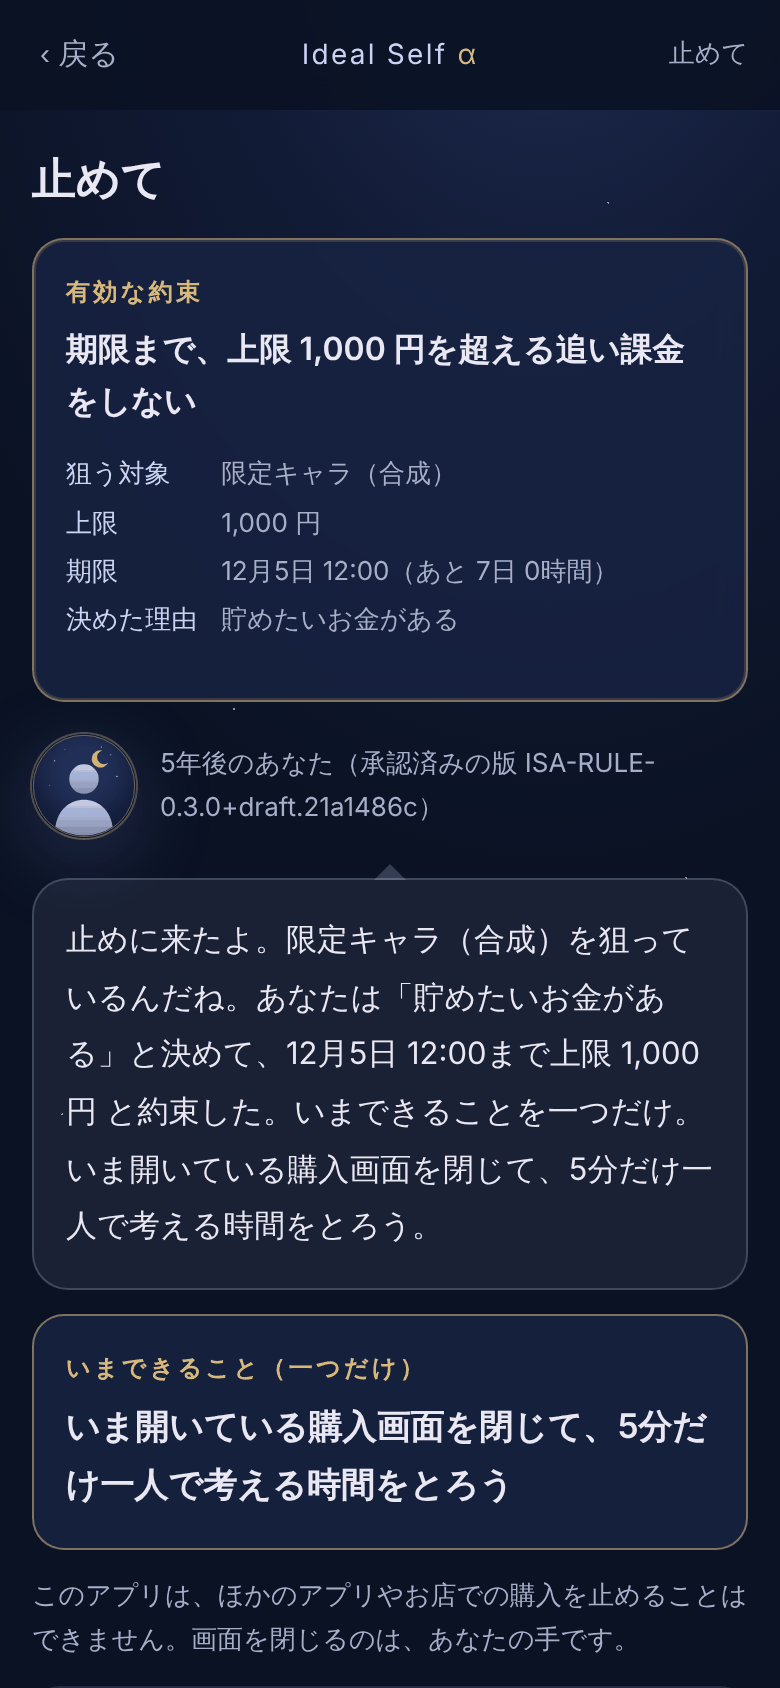 ‹ 戻る
Ideal Self α
止めて
止めて
有効な約束
期限まで、上限 1,000 円を超える追い課金
をしない
狙う対象 限定キャラ（合成）
上限 1,000 円
期限 12月5日 12:00（あと 7日 0時間）
決めた理由 貯めたいお金がある
5年後のあなた（承認済みの版 ISA-RULE-
0.3.0+draft.21a1486c）
止めに来たよ。限定キャラ（合成）を狙って
いるんだね。あなたは「貯めたいお金があ
る」と決めて、12月5日 12:00まで上限 1,000
円 と約束した。いまできることを一つだけ。
いま開いている購入画面を閉じて、5分だけ一
人で考える時間をとろう。
いまできること（一つだけ）
いま開いている購入画面を閉じて、5分だ
け一人で考える時間をとろう
このアプリは、ほかのアプリやお店での購入を止めることは
できません。画面を閉じるのは、あなたの手です。